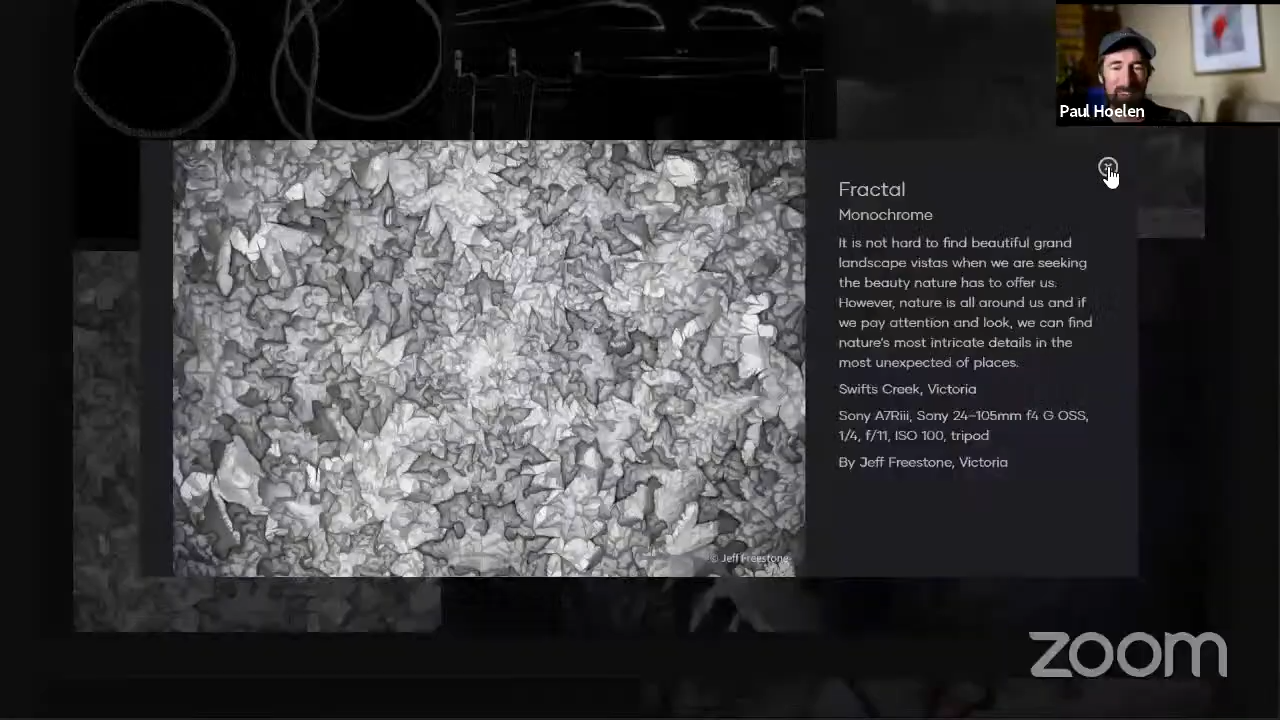 Paul Hoelen
Fractal
Monochrome
It is not hard to find beautiful grand
landscape vistas when we are seeking
the beauty nature has to offer us.
However, nature is all around us and if
we pay attention and look, we can find
nature's most intricate details in the
most unexpected of places.
Swifts Creek, Victoria
Sony A7Riii, Sony 24-105mm f4 G OSS,
1/4, f/11, ISO 100, tripod
By Jeff Freestone, Victoria
© Jeff Freestone
zoom